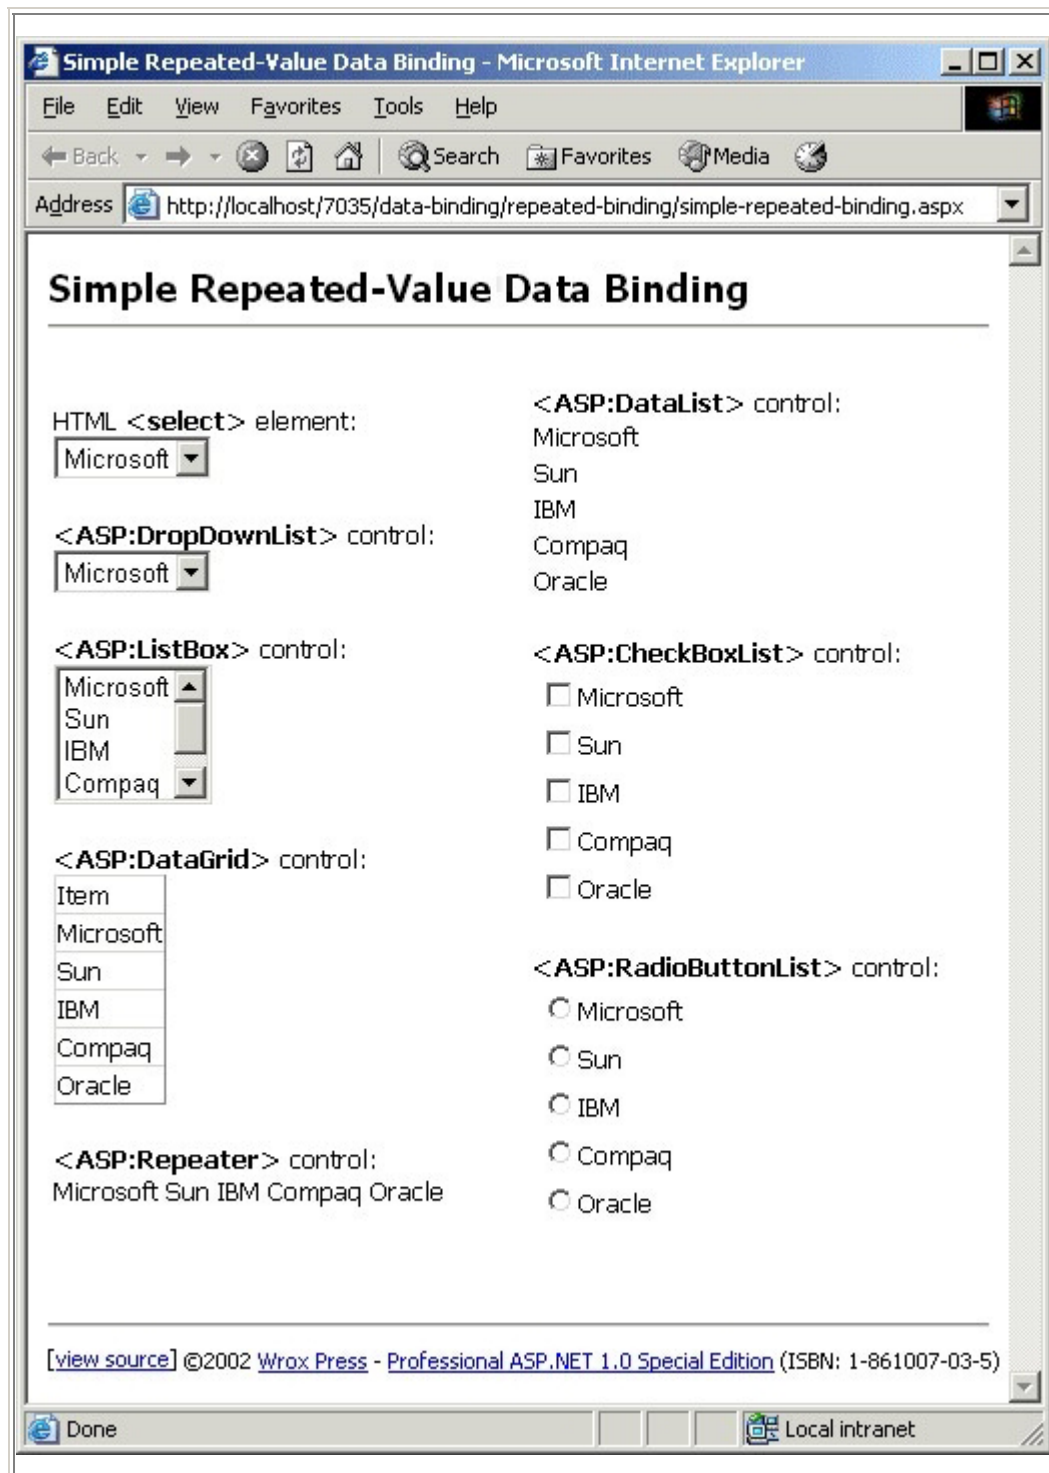 Simple Repeated-Value Data Binding - Microsoft Internet Explorer
File Edit View Favorites Tools Help
Back Search Favorites Media
Address http://localhost/7035/data-binding/repeated-binding/simple-repeated-binding.aspx
Simple Repeated-Value Data Binding
HTML <select> element:
Microsoft
<ASP:DropDownList> control:
Microsoft
<ASP:ListBox> control:
Microsoft
Sun
IBM
Compaq
<ASP:DataGrid> control:
Item
Microsoft
Sun
IBM
Compaq
Oracle
<ASP:Repeater> control:
Microsoft Sun IBM Compaq Oracle
<ASP:DataList> control:
Microsoft
Sun
IBM
Compaq
Oracle
<ASP:CheckBoxList> control:
Microsoft
Sun
IBM
Compaq
Oracle
<ASP:RadioButtonList> control:
Microsoft
Sun
IBM
Compaq
Oracle
[view source] ©2002 Wrox Press - Professional ASP.NET 1.0 Special Edition (ISBN: 1-861007-03-5)
Done Local intranet